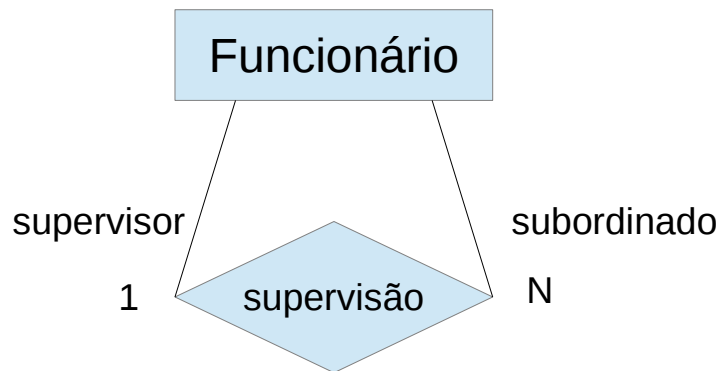 Funcionário
supervisor
subordinado
1
supervisão
N